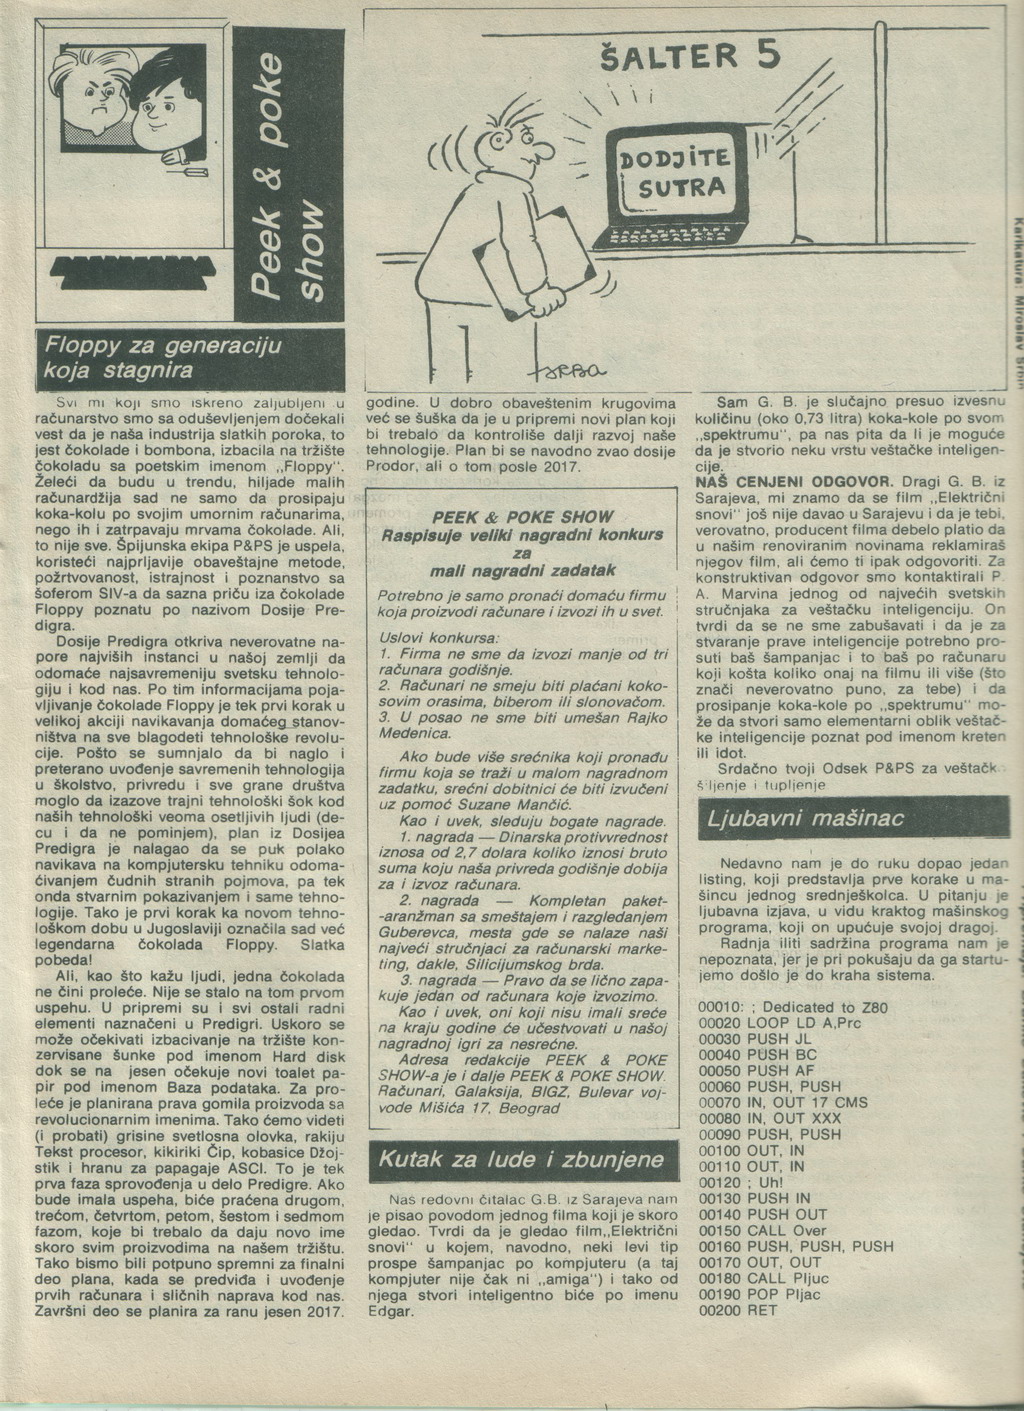 Peek & poke
show
ŠALTER 5
DODJiTE
SUTRA
Floppy za generaciju
koja stagnira
Svi mi koji smo iskreno zaljubljeni u
računarstvo smo sa oduševljenjem dočekali
vest da je naša industrija slatkih poroka, to
jest čokolade i bombona, izbacila na tržište
čokoladu sa poetskim imenom „Floppy".
Želeći da budu u trendu, hiljade malih
računardžija sad ne samo da prosipaju
koka-kolu po svojim umornim računarima,
nego ih i zatrpavaju mrvama čokolade. Ali,
to nije sve. Špijunska ekipa P&PS je uspela,
koristeći najprljavije obaveštajne metode,
požrtvovanost, istrajnost i poznanstvo sa
šoferom SIV-a da sazna priču iza čokolade
Floppy poznatu po nazivom Dosije Pre-
digra.
Dosije Predigra otkriva neverovatne na-
pore najviših instanci u našoj zemlji da
odomaće najsavremeniju svetsku tehnolo-
giju i kod nas. Po tim informacijama poja-
vljivanje čokolade Floppy je tek prvi korak u
velikoj akciji navikavanja domaćeg stanov-
ništva na sve blagodeti tehnološke revolu-
cije. Pošto se sumnjalo da bi naglo i
preterano uvođenje savremenih tehnologija
u školstvo, privredu i sve grane društva
moglo da izazove trajni tehnološki šok kod
naših tehnološki veoma osetljivih ljudi (de-
cu i da ne pominjem), plan iz Dosijea
Predigra je nalagao da se puk polako
navikava na kompjutersku tehniku odoma-
ćivanjem čudnih stranih pojmova, pa tek
onda stvarnim pokazivanjem i same tehno-
logije. Tako je prvi korak ka novom tehno-
loškom dobu u Jugoslaviji označila sad već
legendarna čokolada Floppy. Slatka
pobeda!
Ali, kao što kažu ljudi, jedna čokolada
ne čini proleće. Nije se stalo na tom prvom
uspehu. U pripremi su i svi ostali radni
elementi naznačeni u Predigri. Uskoro se
može očekivati izbacivanje na tržište kon-
zervisane šunke pod imenom Hard disk
dok se na jesen očekuje novi toalet pa-
pir pod imenom Baza podataka. Za pro-
leće je planirana prava gomila proizvoda sa
revolucionarnim imenima. Tako ćemo videti
(i probati) grisine svetlosna olovka, rakiju
Tekst procesor, kikiriki Čip, kobasice Džoj-
stik i hranu za papagaje ASCI. To je tek
prva faza sprovođenja u delo Predigre. Ako
bude imala uspeha, biće praćena drugom,
trećom, četvrtom, petom, šestom i sedmom
fazom, koje bi trebalo da daju novo ime
skoro svim proizvodima na našem tržištu.
Tako bismo bili potpuno spremni za finalni
deo plana, kada se predviđa i uvođenje
prvih računara i sličnih naprava kod nas.
Završni deo se planira za ranu jesen 2017.
godine. U dobro obaveštenim krugovima
već se šuška da je u pripremi novi plan koji
bi trebalo da kontroliše dalji razvoj naše
tehnologije. Plan bi se navodno zvao dosije
Prodor, ali o tom posle 2017.
PEEK & POKE SHOW
Raspisuje veliki nagradni konkurs
za
mali nagradni zadatak
Potrebno je samo pronaći domaću firmu
koja proizvodi računare i izvozi ih u svet.
Uslovi konkursa:
1. Firma ne sme da izvozi manje od tri
računara godišnje.
2. Računari ne smeju biti plaćani koko-
sovim orasima, biberom ili slonovačom.
3. U posao ne sme biti umešan Rajko
Medenica.
Ako bude više srećnika koji pronađu
firmu koja se traži u malom nagradnom
zadatku, srećni dobitnici će biti izvučeni
uz pomoć Suzane Mančić.
Kao i uvek, sleduju bogate nagrade.
1. nagrada — Dinarska protivvrednost
iznosa od 2,7 dolara koliko iznosi bruto
suma koju naša privreda godišnje dobija
za i izvoz računara.
2. nagrada — Kompletan paket-
-aranžman sa smeštajem i razgledanjem
Guberevca, mesta gde se nalaze naši
najveći stručnjaci za računarski marke-
ting, dakle, Silicijumskog brda.
3. nagrada — Pravo da se lično zapa-
kuje jedan od računara koje izvozimo.
Kao i uvek, oni koji nisu imali sreće
na kraju godine će učestvovati u našoj
nagradnoj igri za nesrećne.
Adresa redakcije PEEK & POKE
SHOW-a je i dalje PEEK & POKE SHOW.
Računari, Galaksija, BIGZ, Bulevar voj-
vode Mišića 17, Beograd
Kutak za lude i zbunjene
Naš redovni čitalac G.B. iz Sarajeva nam
je pisao povodom jednog filma koji je skoro
gledao. Tvrdi da je gledao film„Električni
snovi" u kojem, navodno, neki levi tip
prospe šampanjac po kompjuteru (a taj
kompjuter nije čak ni „amiga") i tako od
njega stvori inteligentno biće po imenu
Edgar.
Sam G. B. je slučajno presuo izvesnu
količinu (oko 0,73 litra) koka-kole po svom
„spektrumu", pa nas pita da li je moguće
da je stvorio neku vrstu veštačke inteligen-
cije.
NAŠ CENJENI ODGOVOR. Dragi G. B. iz
Sarajeva, mi znamo da se film „Električni
snovi" još nije davao u Sarajevu i da je tebi,
verovatno, producent filma debelo platio da
u našim renoviranim novinama reklamiraš
njegov film, ali ćemo ti ipak odgovoriti. Za
konstruktivan odgovor smo kontaktirali P.
A. Marvina jednog od najvećih svetskih
stručnjaka za veštačku inteligenciju. On
tvrdi da se ne sme zabušavati i da je za
stvaranje prave inteligencije potrebno pro-
suti baš šampanjac i to baš po računaru
koji košta koliko onaj na filmu ili više (što
znači neverovatno puno, za tebe) i da
prosipanje koka-kole po „spektrumu" mo-
že da stvori samo elementarni oblik veštač-
ke inteligencije poznat pod imenom kreten
ili idot.
Srdačno tvoji Odsek P&PS za veštačk
šiljenje i tupljenje
Ljubavni mašinac
Nedavno nam je do ruku dopao jedan
listing, koji predstavlja prve korake u ma-
šincu jednog srednješkolca. U pitanju je
ljubavna izjava, u vidu kraktog mašinskog
programa, koji on upućuje svojoj dragoj.
Radnja iliti sadržina programa nam je
nepoznata, jer je pri pokušaju da ga startu-
jemo došlo je do kraha sistema.
00010: ; Dedicated to Z80
00020 LOOP LD A,Prc
00030 PUSH JL
00040 PUSH BC
00050 PUSH AF
00060 PUSH, PUSH
00070 IN, OUT 17 CMS
00080 IN, OUT XXX
00090 PUSH, PUSH
00100 OUT, IN
00110 OUT, IN
00120 ; Uh!
00130 PUSH IN
00140 PUSH OUT
00150 CALL Over
00160 PUSH, PUSH, PUSH
00170 OUT, OUT
00180 CALL Pljuc
00190 POP Pljac
00200 RET
Karikatura: Miroslav Srbin